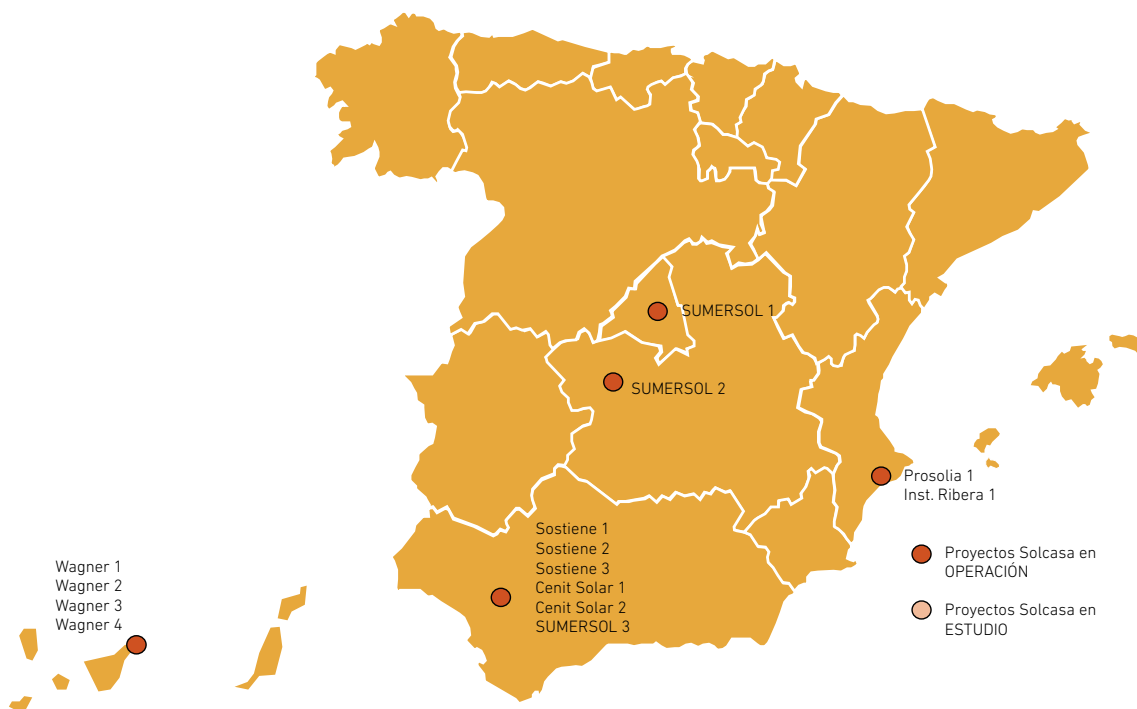 SUMERSOL 1
SUMERSOL 2
Prosolia 1
Inst. Ribera 1
Sostiene 1
Sostiene 2
Sostiene 3
Cenit Solar 1
Cenit Solar 2
SUMERSOL 3
Wagner 1
Wagner 2
Wagner 3
Wagner 4
Proyectos Solcasa en
OPERACIÓN
Proyectos Solcasa en
ESTUDIO